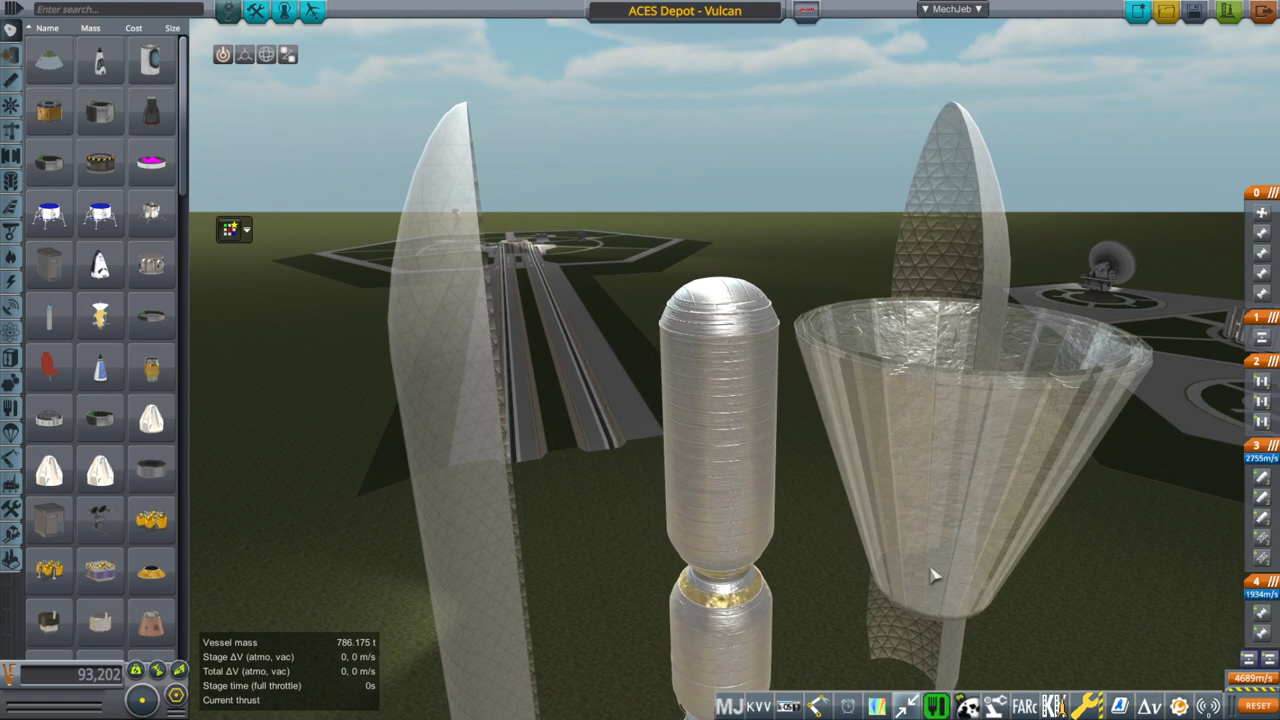 Enter search...
ACES Depot - Vulcan
▼ MechJeb ▼
Name Mass Cost Size
0
1
2
3
2755m/s
4
1934m/s
4689m/s
RESET
Vessel mass 786.175 t
Stage ΔV (atmo, vac) 0, 0 m/s
Total ΔV (atmo, vac) 0, 0 m/s
Stage time (full throttle) 0s
Current thrust
93,202
MJ KVV FARc Δv